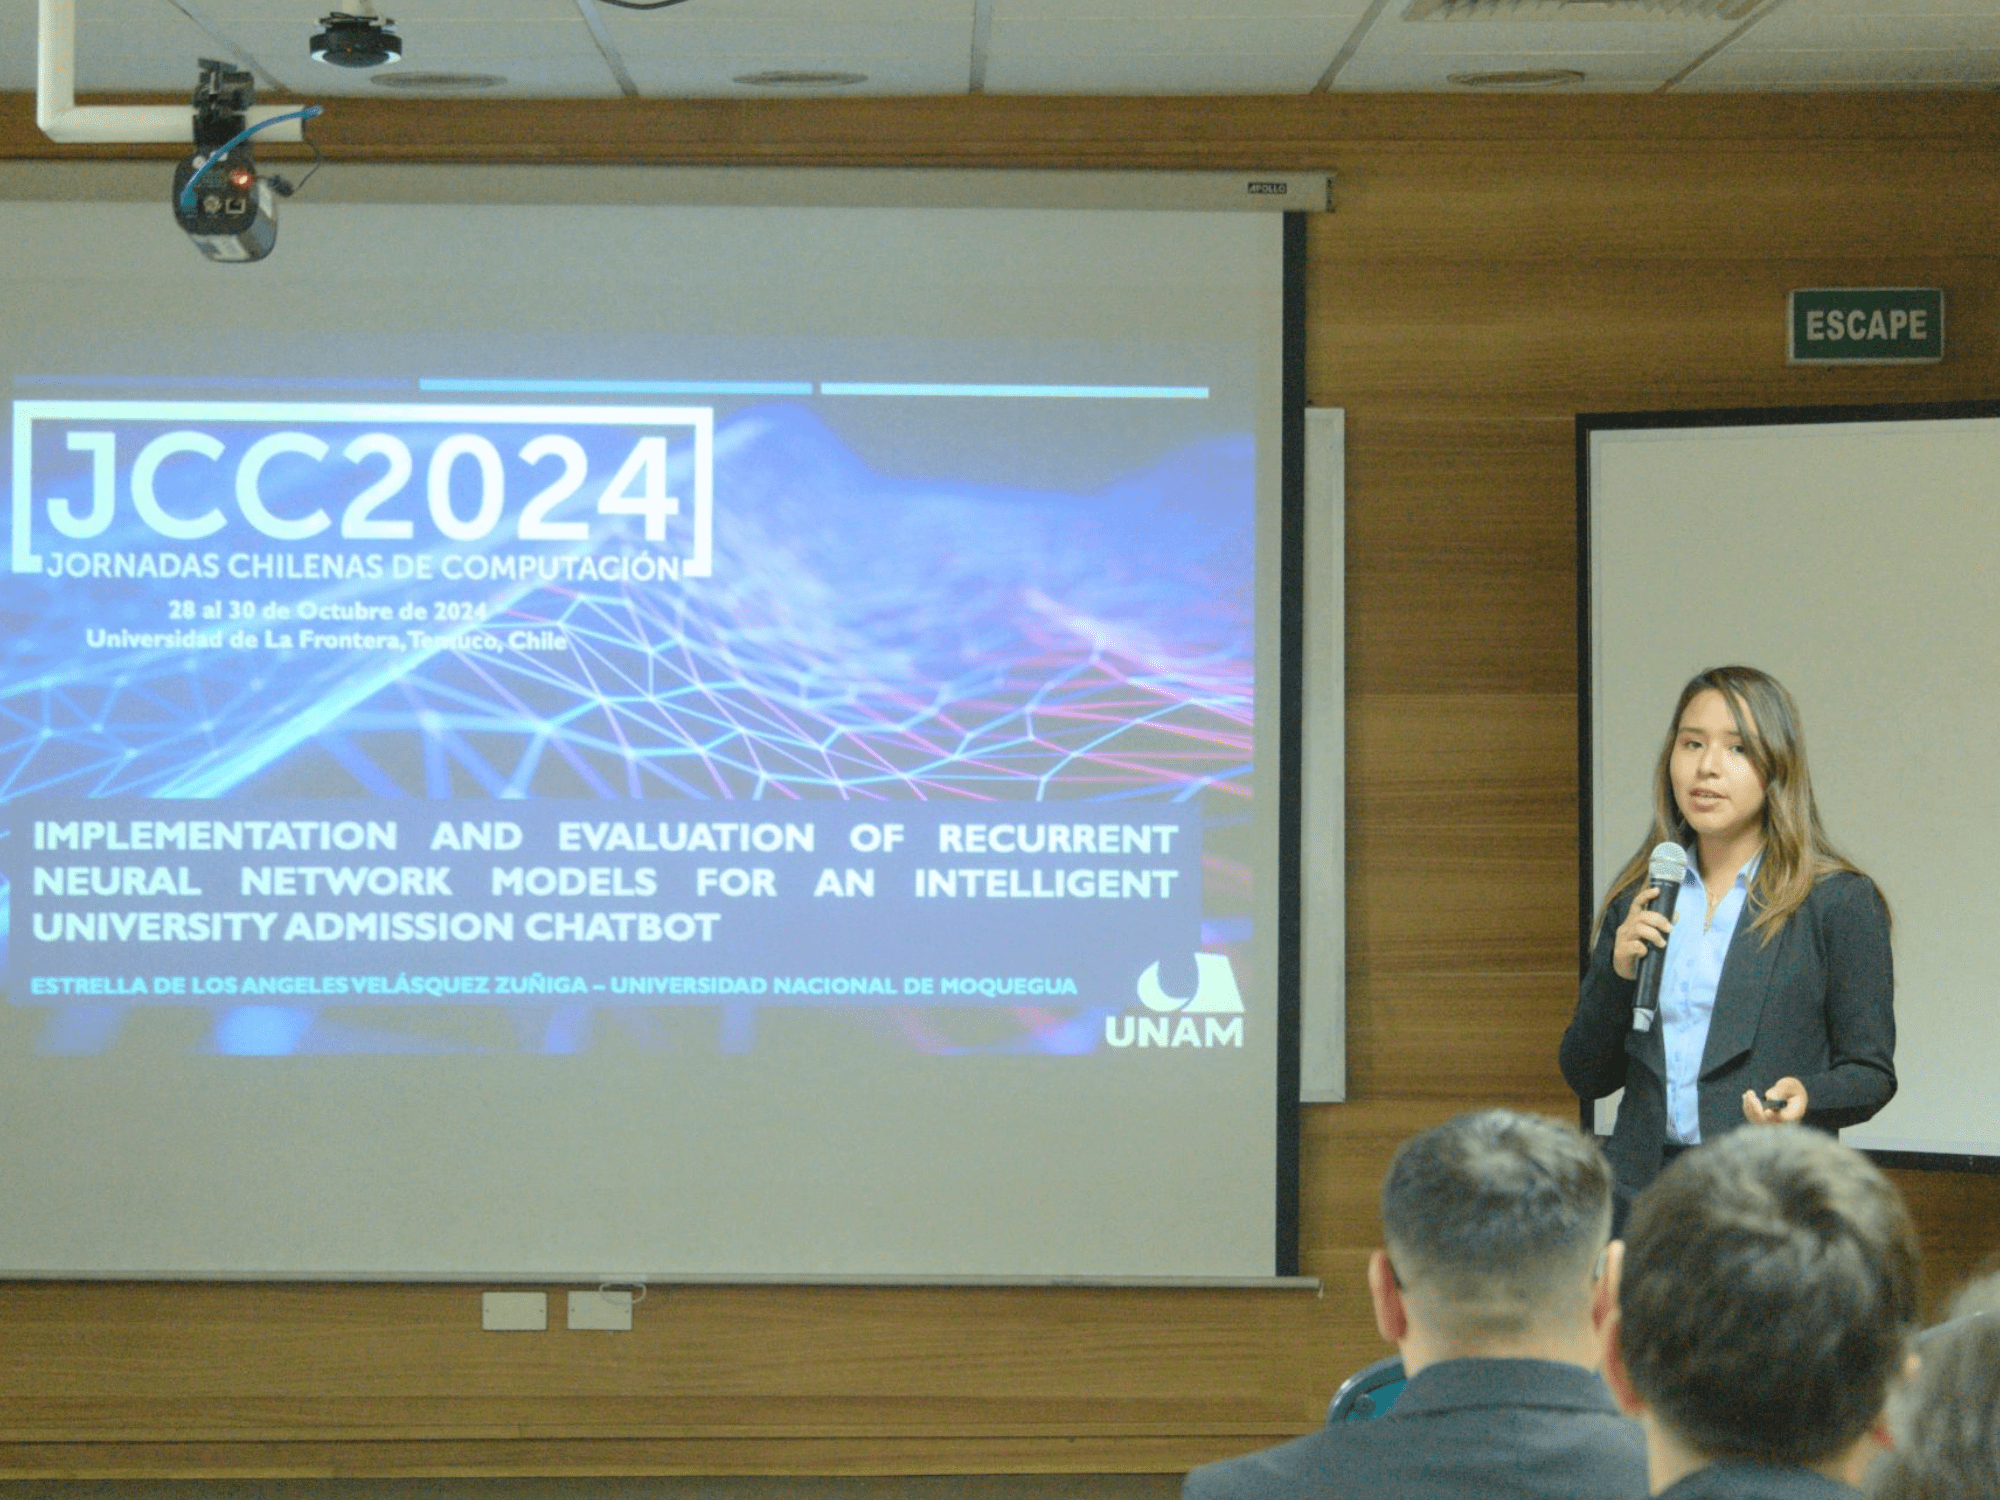 APOLLO
ESCAPE
JCC2024
JORNADAS CHILENAS DE COMPUTACIÓN
28 al 30 de Octubre de 2024
Universidad de La Frontera, Temuco, Chile
IMPLEMENTATION AND EVALUATION OF RECURRENT
NEURAL NETWORK MODELS FOR AN INTELLIGENT
UNIVERSITY ADMISSION CHATBOT
ESTRELLA DE LOS ANGELES VELÁSQUEZ ZUÑIGA – UNIVERSIDAD NACIONAL DE MOQUEGUA
UNAM